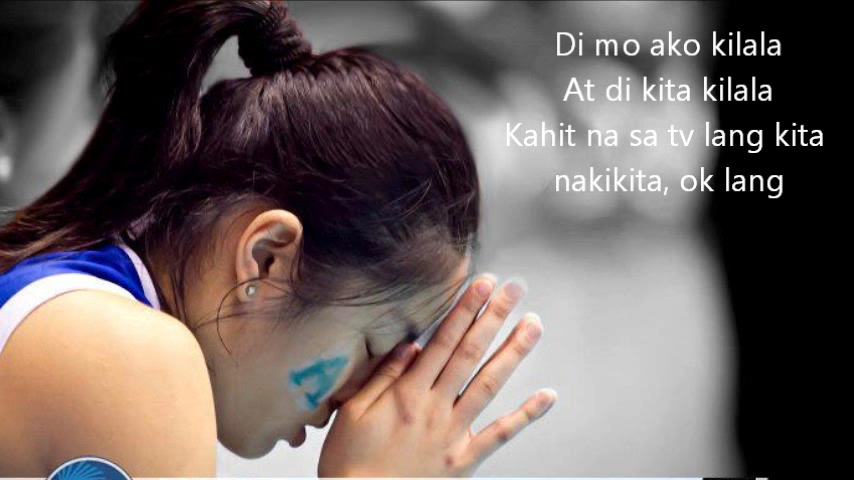 Di mo ako kilala
At di kita kilala
Kahit na sa tv lang kita
nakikita, ok lang
A